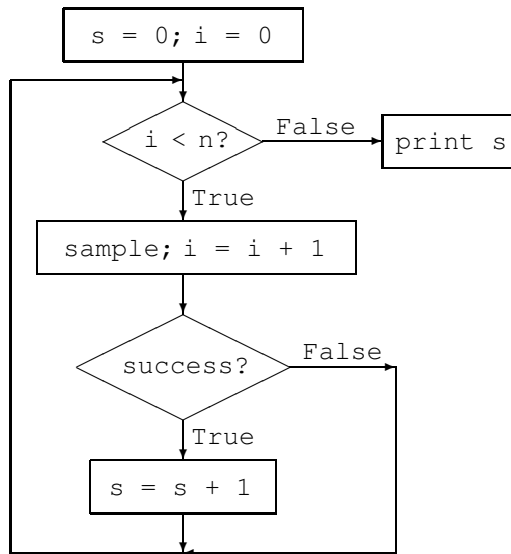 s = 0; i = 0
i < n?
False
print s
True
sample; i = i + 1
success?
False
True
s = s + 1